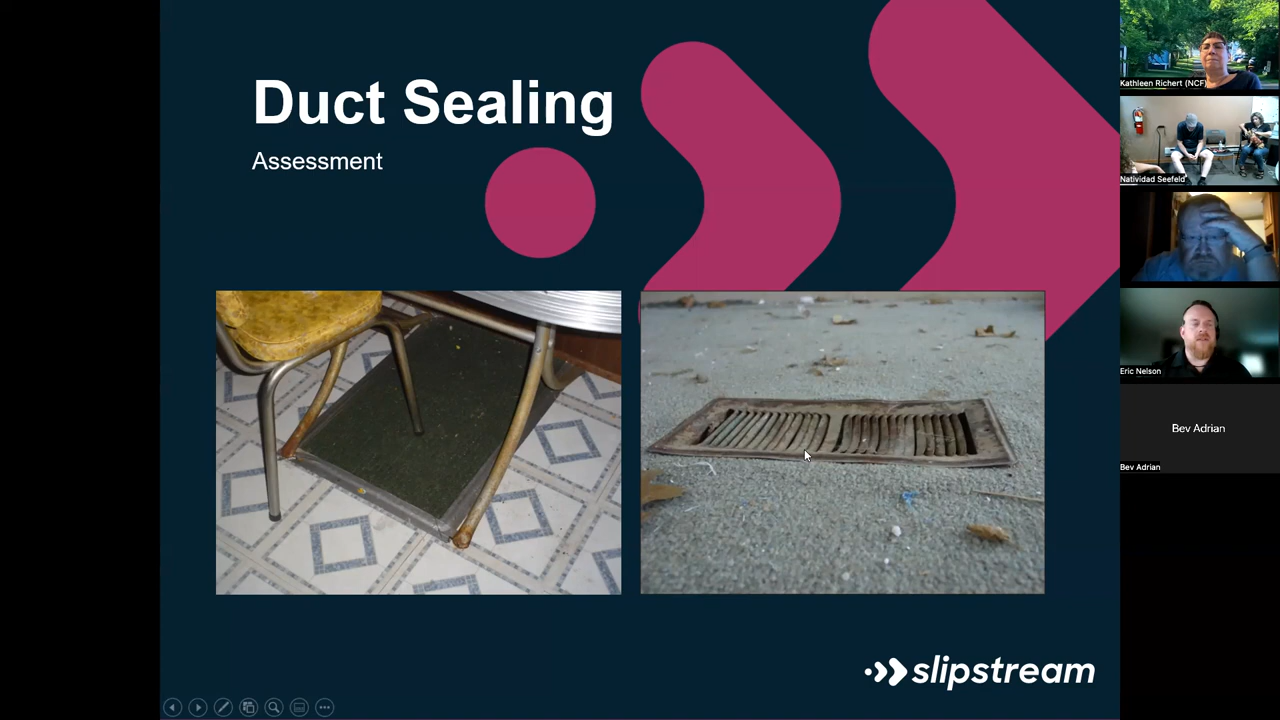 Duct Sealing
Assessment
slipstream
Kathleen Richert (NCF)
Natividad Seefeld
Eric Nelson
Bev Adrian
Bev Adrian